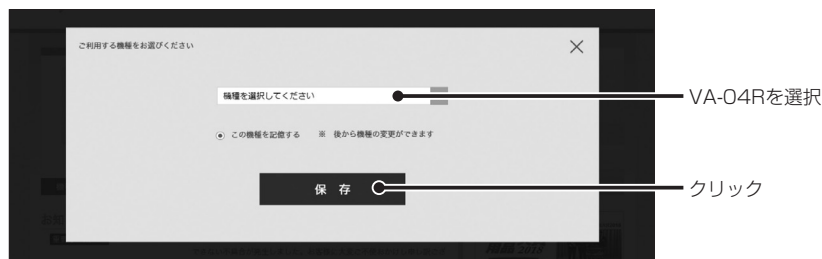 ご利用する機種をお選びください
機種を選択してください
VA-04Rを選択
この機種を記憶する ※ 後から機種の変更ができます
保 存
クリック